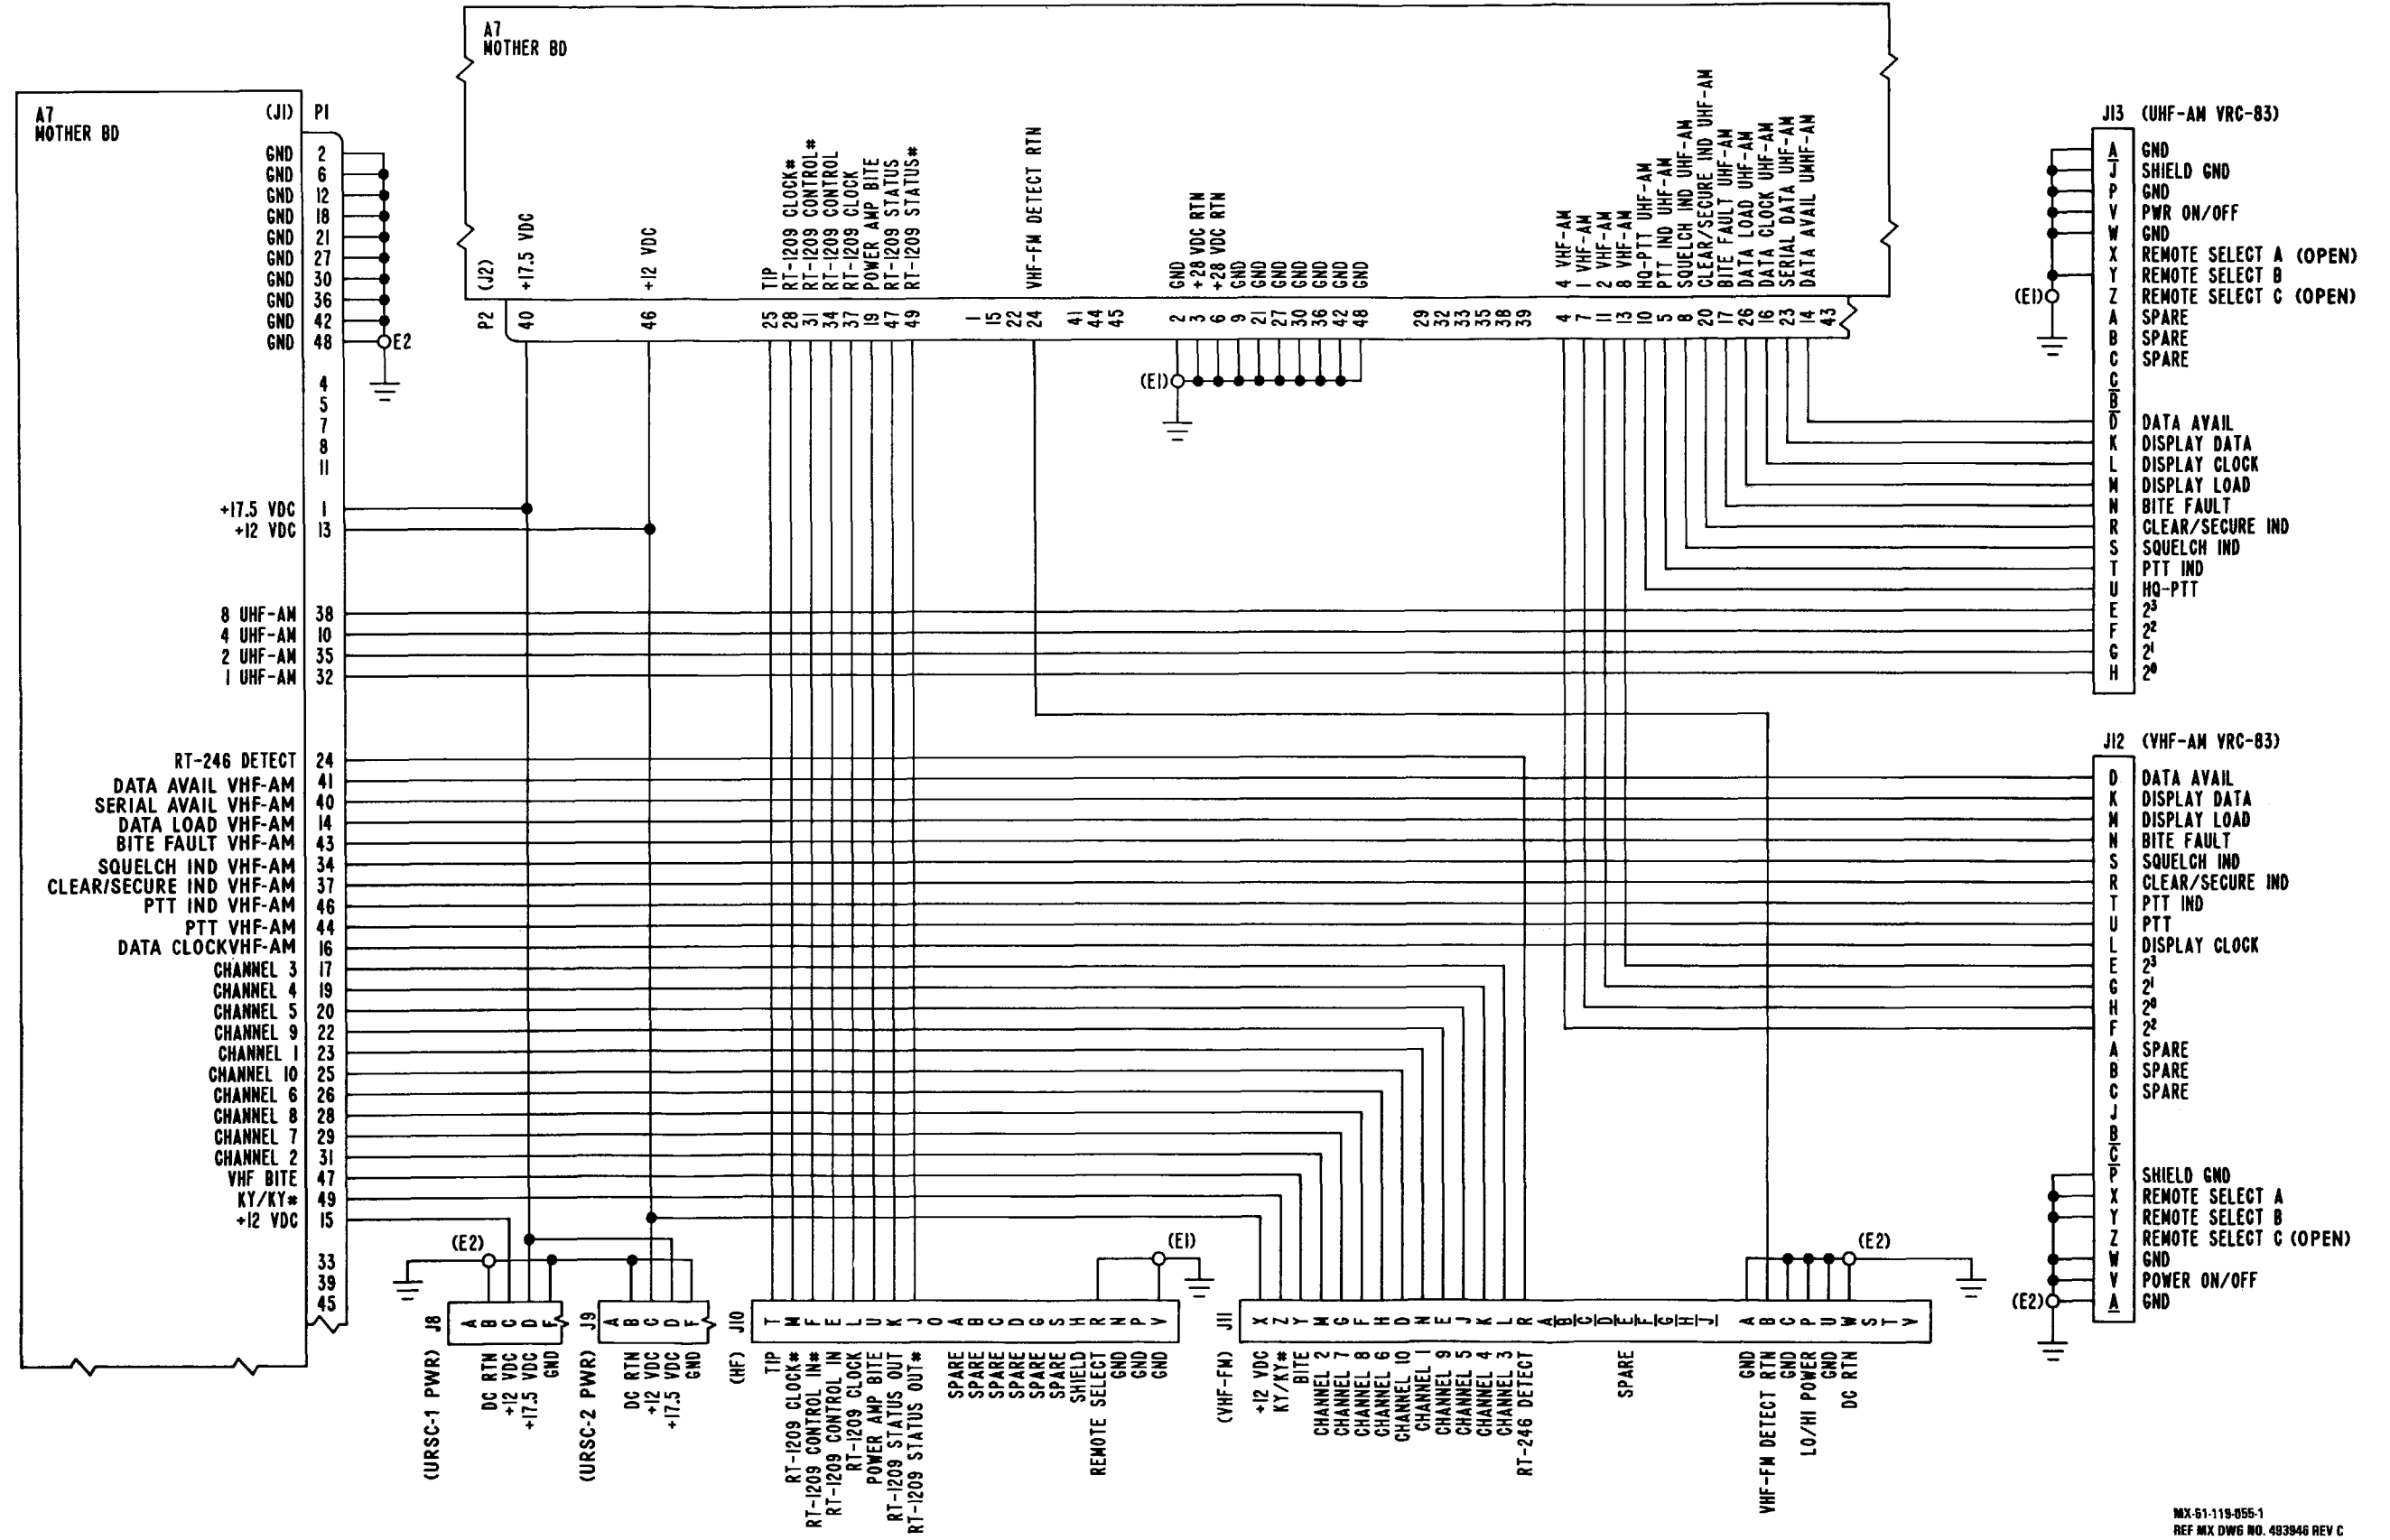 A7
MOTHER BD
(J1) P1
GND 2
GND 6
GND 12
GND 18
GND 21
GND 27
GND 30
GND 36
GND 42
GND 48
E2
4
5
7
8
11
+17.5 VDC 1
+12 VDC 13
8 UHF-AM 38
4 UHF-AM 10
2 UHF-AM 35
1 UHF-AM 32
RT-246 DETECT 24
DATA AVAIL VHF-AM 41
SERIAL AVAIL VHF-AM 40
DATA LOAD VHF-AM 14
BITE FAULT VHF-AM 43
SQUELCH IND VHF-AM 34
CLEAR/SECURE IND VHF-AM 37
PTT IND VHF-AM 46
PTT VHF-AM 44
DATA CLOCKVHF-AM 16
CHANNEL 3 17
CHANNEL 4 19
CHANNEL 5 20
CHANNEL 9 22
CHANNEL 1 23
CHANNEL 10 25
CHANNEL 6 26
CHANNEL 8 28
CHANNEL 7 29
CHANNEL 2 31
VHF BITE 47
KY/KY* 49
+12 VDC 15
33
39
45
A7
MOTHER BD
P2 (J2)
40 +17.5 VDC
46 +12 VDC
25 TIP
28 RT-1209 CLOCK*
31 RT-1209 CONTROL*
34 RT-1209 CONTROL
37 RT-1209 CLOCK
19 POWER AMP BITE
47 RT-1209 STATUS
49 RT-1209 STATUS*
1
15
22
24 VHF-FM DETECT RTN
41
44
45
2 GND
3 +28 VDC RTN
6 +28 VDC RTN
9 GND
21 GND
27 GND
30 GND
36 GND
42 GND
48 GND
29
32
33
35
38
39
4 4 VHF-AM
7 1 VHF-AM
11 2 VHF-AM
13 8 VHF-AM
10 HQ-PTT UHF-AM
5 PTT IND UHF-AM
8 SQUELCH IND UHF-AM
20 CLEAR/SECURE IND UHF-AM
17 BITE FAULT UHF-AM
26 DATA LOAD UHF-AM
16 DATA CLOCK UHF-AM
23 SERIAL DATA UHF-AM
14 DATA AVAIL UMHF-AM
43
(E1)
J13 (UHF-AM VRC-83)
A GND
J SHIELD GND
P GND
V PWR ON/OFF
W GND
X REMOTE SELECT A (OPEN)
Y REMOTE SELECT B
(E1) Z REMOTE SELECT C (OPEN)
A SPARE
B SPARE
C SPARE
C
B
D DATA AVAIL
K DISPLAY DATA
L DISPLAY CLOCK
M DISPLAY LOAD
N BITE FAULT
R CLEAR/SECURE IND
S SQUELCH IND
T PTT IND
U HQ-PTT
E 2³
F 2²
G 2¹
H 2⁰
J12 (VHF-AM VRC-83)
D DATA AVAIL
K DISPLAY DATA
M DISPLAY LOAD
N BITE FAULT
S SQUELCH IND
R CLEAR/SECURE IND
T PTT IND
U PTT
L DISPLAY CLOCK
E 2³
G 2¹
H 2⁰
F 2²
A SPARE
B SPARE
C SPARE
J
B
C
P SHIELD GND
X REMOTE SELECT A
Y REMOTE SELECT B
Z REMOTE SELECT C (OPEN)
W GND
V POWER ON/OFF
(E2) A GND
(E2)
J8
(URSC-1 PWR)
A
B DC RTN
C +12 VDC
D +17.5 VDC
F GND
J9
(URSC-2 PWR)
A
B DC RTN
C +12 VDC
D +17.5 VDC
F GND
(E1)
J10
(HF)
T TIP
M RT-1209 CLOCK*
F RT-1209 CONTROL IN*
E RT-1209 CONTROL IN
L RT-1209 CLOCK
U POWER AMP BITE
K RT-1209 STATUS OUT
J RT-1209 STATUS OUT*
O
A SPARE
B SPARE
C SPARE
D SPARE
G SPARE
S SPARE
H SHIELD
R REMOTE SELECT
N GND
P GND
V GND
J11
(VHF-FM)
X +12 VDC
Z KY/KY*
Y BITE
M CHANNEL 2
G CHANNEL 7
F CHANNEL 8
H CHANNEL 6
D CHANNEL 10
N CHANNEL 1
E CHANNEL 9
J CHANNEL 5
K CHANNEL 4
L CHANNEL 3
R RT-246 DETECT
A
B
C
D
E SPARE
F
G
H
J
(E2)
A GND
B VHF-FM DETECT RTN
C GND
P LO/HI POWER
U GND
W DC RTN
S
T
V
MX-61-119-055-1
REF MX DWG NO. 493946 REV C